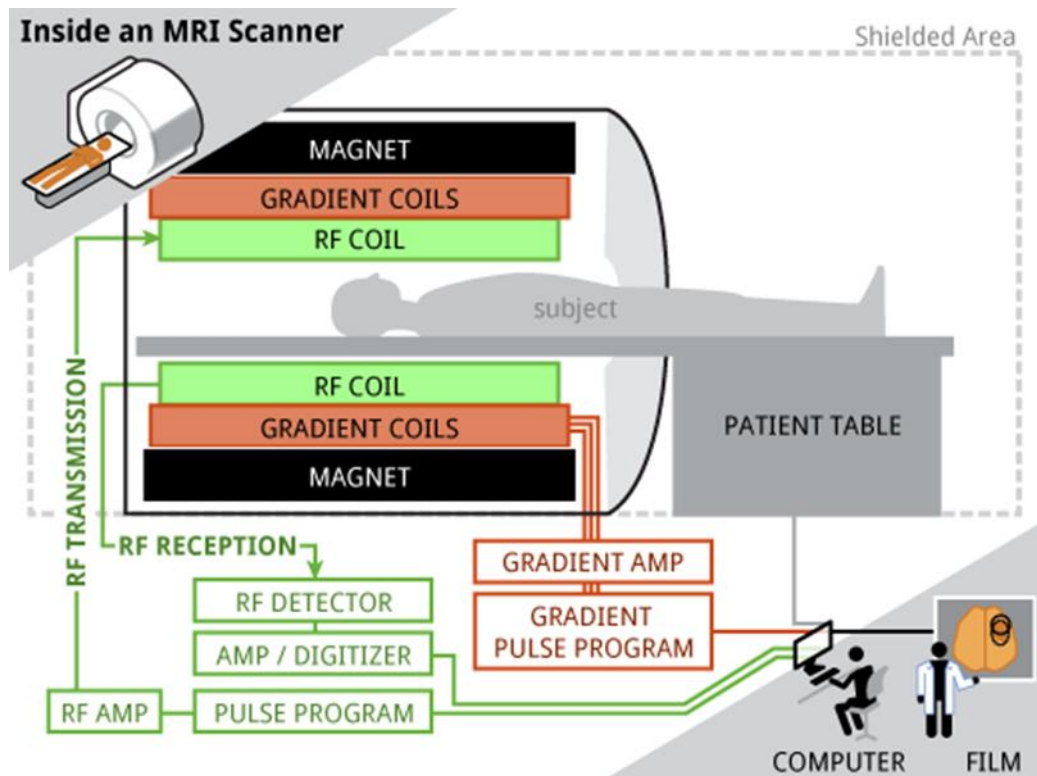 Inside an MRI Scanner
Shielded Area
MAGNET
GRADIENT COILS
RF COIL
subject
RF COIL
GRADIENT COILS
MAGNET
PATIENT TABLE
RF TRANSMISSION
RF RECEPTION
GRADIENT AMP
RF DETECTOR
GRADIENT
PULSE PROGRAM
AMP / DIGITIZER
RF AMP
PULSE PROGRAM
COMPUTER
FILM